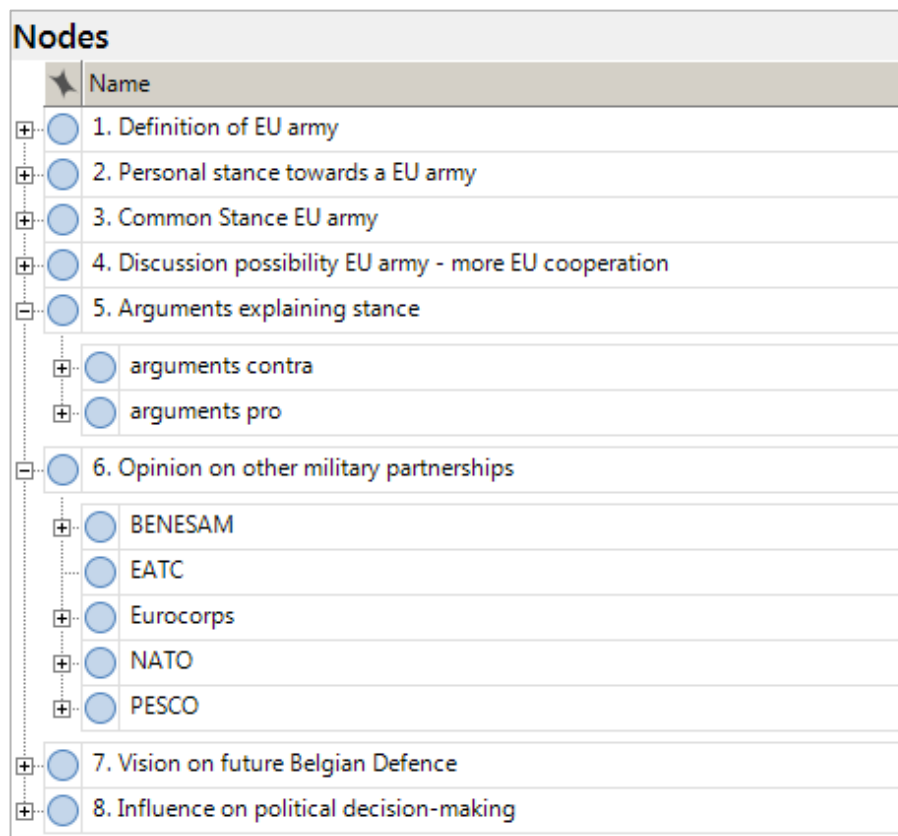 Nodes
Name
1. Definition of EU army
2. Personal stance towards a EU army
3. Common Stance EU army
4. Discussion possibility EU army - more EU cooperation
5. Arguments explaining stance
arguments contra
arguments pro
6. Opinion on other military partnerships
BENESAM
EATC
Eurocorps
NATO
PESCO
7. Vision on future Belgian Defence
8. Influence on political decision-making